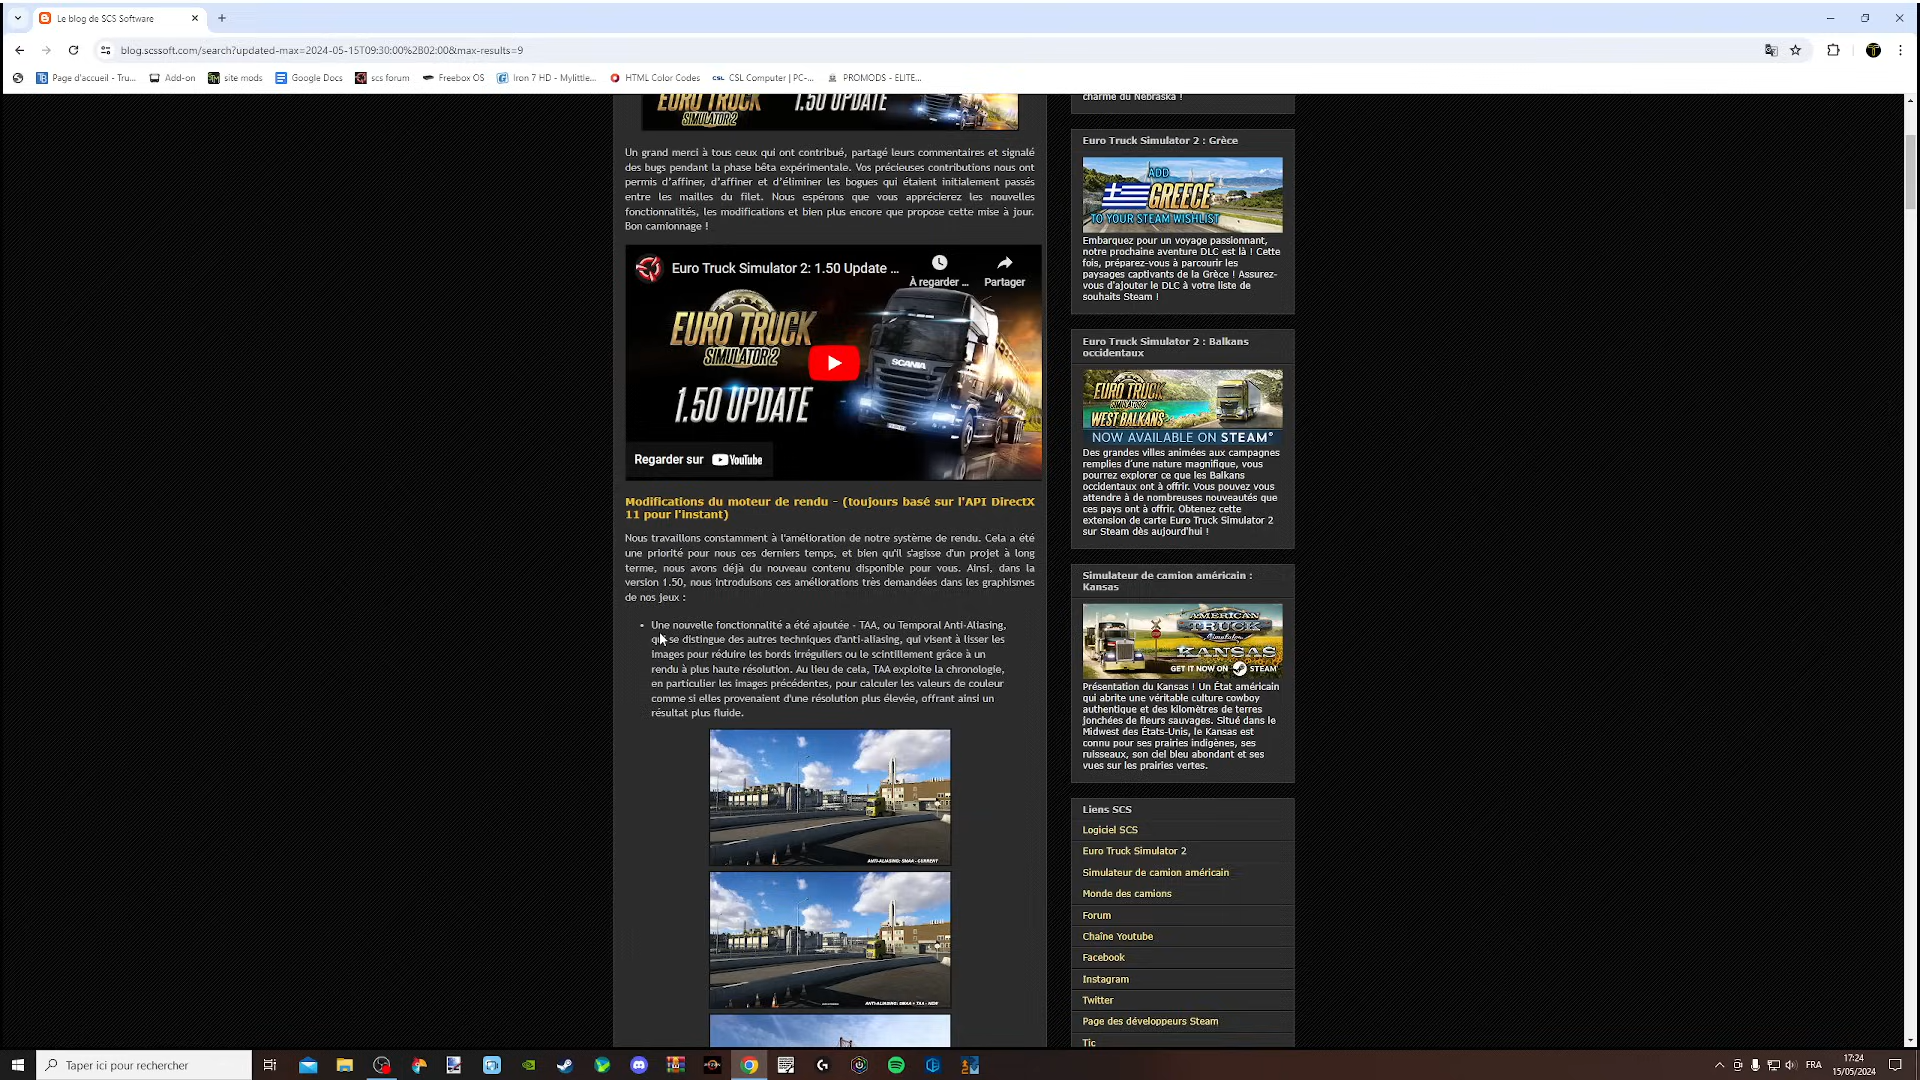 Le blog de SCS Software
blog.scssoft.com/search?updated-max=2024-05-15T09:30:00%2B02:00&max-results=9
Page d'accueil - Tru...
Add-on
site mods
Google Docs
scs forum
Freebox OS
Iron 7 HD - Mylittle...
HTML Color Codes
CSL Computer | PC-...
PROMODS - ELITE...
EURO TRUCK
SIMULATOR 2
1.50 UPDATE
Un grand merci à tous ceux qui ont contribué, partagé leurs commentaires et signalé
des bugs pendant la phase bêta expérimentale. Vos précieuses contributions nous ont
permis d'affiner, d'affiner et d'éliminer les bogues qui étaient initialement passés
entre les mailles du filet. Nous espérons que vous apprécierez les nouvelles
fonctionnalités, les modifications et bien plus encore que propose cette mise à jour.
Bon camionnage !
Euro Truck Simulator 2: 1.50 Update ...
À regarder ...
Partager
EURO TRUCK
SIMULATOR 2
1.50 UPDATE
SCANIA
Regarder sur YouTube
Modifications du moteur de rendu - (toujours basé sur l'API DirectX
11 pour l'instant)
Nous travaillons constamment à l'amélioration de notre système de rendu. Cela a été
une priorité pour nous ces derniers temps, et bien qu'il s'agisse d'un projet à long
terme, nous avons déjà du nouveau contenu disponible pour vous. Ainsi, dans la
version 1.50, nous introduisons ces améliorations très demandées dans les graphismes
de nos jeux :
• Une nouvelle fonctionnalité a été ajoutée - TAA, ou Temporal Anti-Aliasing,
qui se distingue des autres techniques d'anti-aliasing, qui visent à lisser les
images pour réduire les bords irréguliers ou le scintillement grâce à un
rendu à plus haute résolution. Au lieu de cela, TAA exploite la chronologie,
en particulier les images précédentes, pour calculer les valeurs de couleur
comme si elles provenaient d'une résolution plus élevée, offrant ainsi un
résultat plus fluide.
ANTI-ALIASING: SMAA - CURRENT
ANTI-ALIASING: SMAA + TAA - NEW
charme du Nebraska !
Euro Truck Simulator 2 : Grèce
ADD
GREECE
TO YOUR STEAM WISHLIST
Embarquez pour un voyage passionnant,
notre prochaine aventure DLC est là ! Cette
fois, préparez-vous à parcourir les
paysages captivants de la Grèce ! Assurez-
vous d'ajouter le DLC à votre liste de
souhaits Steam !
Euro Truck Simulator 2 : Balkans
occidentaux
EURO TRUCK
SIMULATOR 2
WEST BALKANS
NOW AVAILABLE ON STEAM®
Des grandes villes animées aux campagnes
remplies d'une nature magnifique, vous
pourrez explorer ce que les Balkans
occidentaux ont à offrir. Vous pouvez vous
attendre à de nombreuses nouveautés que
ces pays ont à offrir. Obtenez cette
extension de carte Euro Truck Simulator 2
sur Steam dès aujourd'hui !
Simulateur de camion américain :
Kansas
AMERICAN
TRUCK
Simulator
KANSAS
GET IT NOW ON STEAM
Présentation du Kansas ! Un État américain
qui abrite une véritable culture cowboy
authentique et des kilomètres de terres
jonchées de fleurs sauvages. Situé dans le
Midwest des États-Unis, le Kansas est
connu pour ses prairies indigènes, ses
ruisseaux, son ciel bleu abondant et ses
vues sur les prairies vertes.
Liens SCS
Logiciel SCS
Euro Truck Simulator 2
Simulateur de camion américain
Monde des camions
Forum
Chaîne Youtube
Facebook
Instagram
Twitter
Page des développeurs Steam
Tic
Taper ici pour rechercher
FRA
17:24
15/05/2024